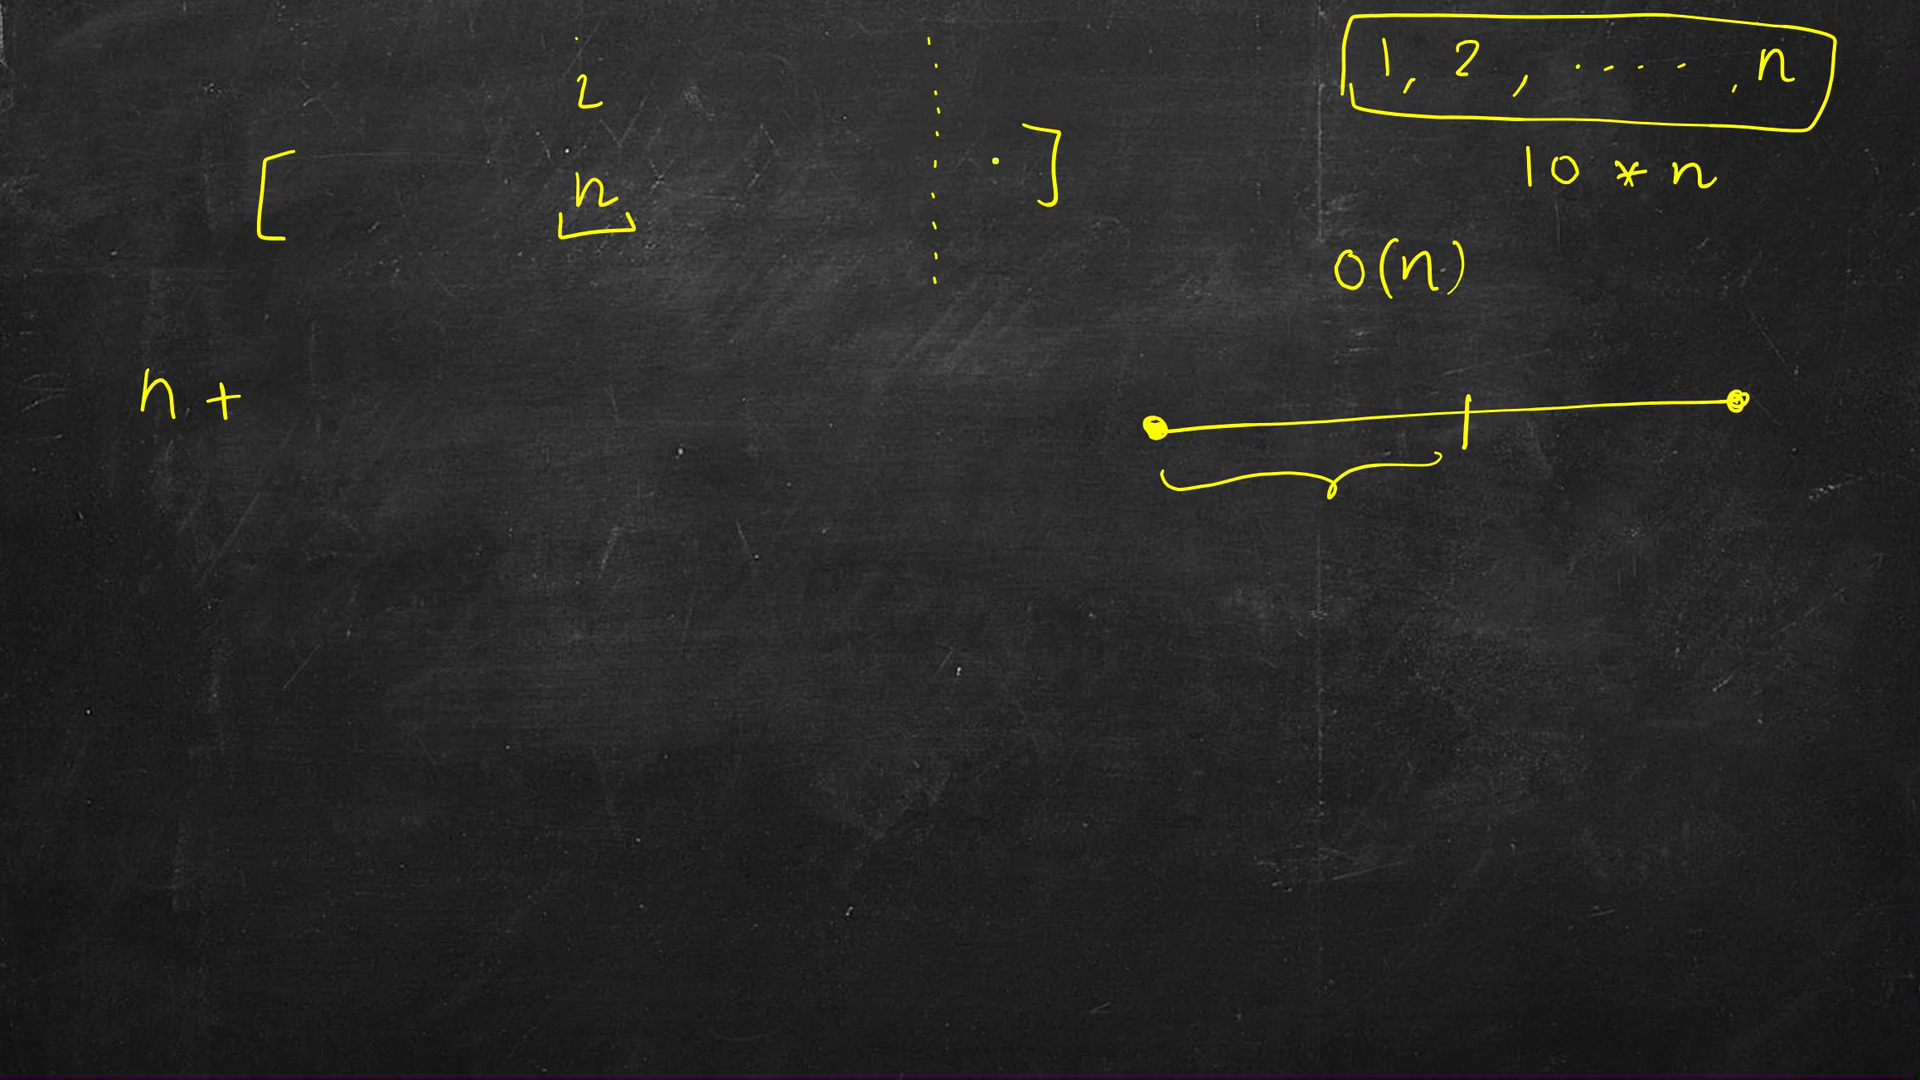 1, 2, ....., n
2
10 * n
[ n . ]
O(n)
n +